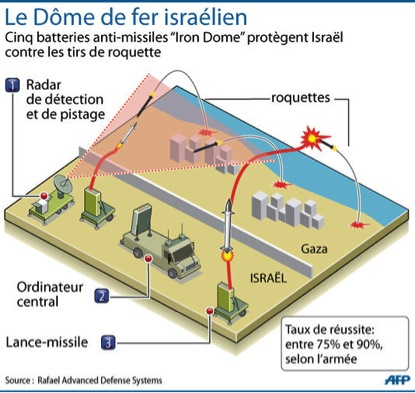 Le Dôme de fer israélien
Cinq batteries anti-missiles "Iron Dome" protègent Israël
contre les tirs de roquette
1 Radar
de détection
et de pistage
roquettes
Gaza
ISRAËL
Ordinateur
central 2
Lance-missile 3
Taux de réussite:
entre 75% et 90%,
selon l'armée
Source : Rafael Advanced Defense Systems
AFP